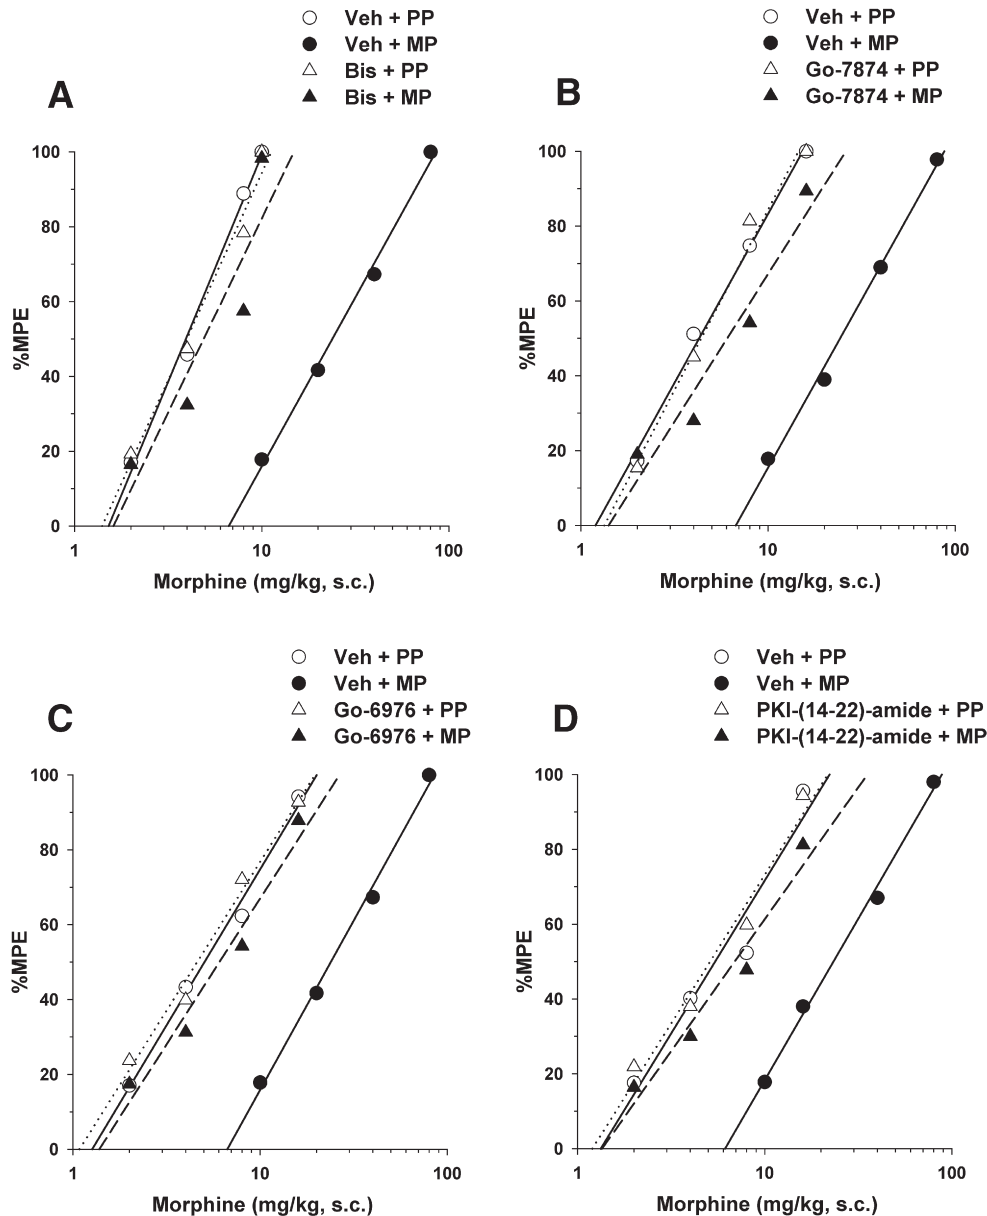 A
Veh + PP
Veh + MP
Bis + PP
Bis + MP
100
80
60
40
20
0
%MPE
1
10
100
Morphine (mg/kg, s.c.)
B
Veh + PP
Veh + MP
Go-7874 + PP
Go-7874 + MP
100
80
60
40
20
0
%MPE
1
10
100
Morphine (mg/kg, s.c.)
C
Veh + PP
Veh + MP
Go-6976 + PP
Go-6976 + MP
100
80
60
40
20
0
%MPE
1
10
100
Morphine (mg/kg, s.c.)
D
Veh + PP
Veh + MP
PKI-(14-22)-amide + PP
PKI-(14-22)-amide + MP
100
80
60
40
20
0
%MPE
1
10
100
Morphine (mg/kg, s.c.)